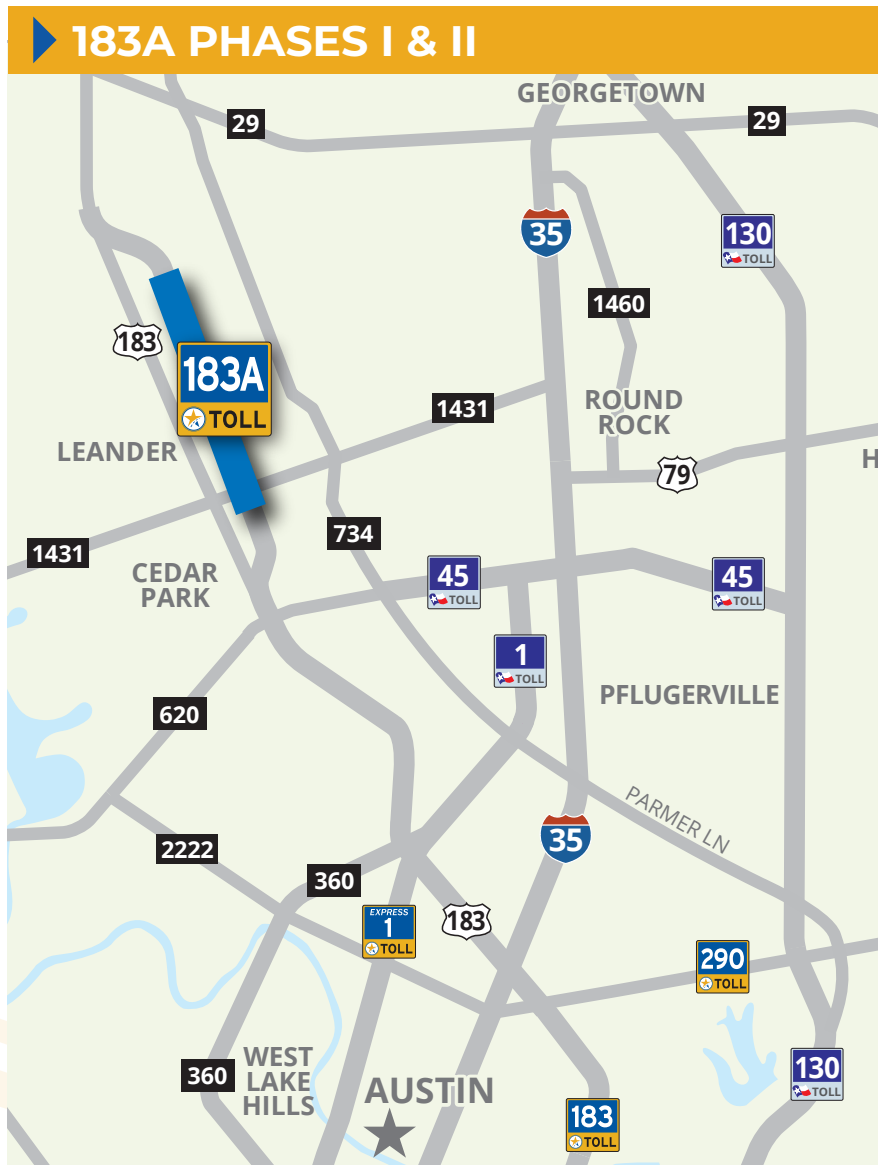 183A PHASES I & II
GEORGETOWN
29
29
35
130
TOLL
1460
183
183A
TOLL
1431
ROUND
ROCK
LEANDER
79
H
734
1431
CEDAR
PARK
45
TOLL
45
TOLL
1
TOLL
PFLUGERVILLE
620
PARMER LN
35
2222
360
EXPRESS
1
TOLL
183
290
TOLL
WEST
LAKE
HILLS
360
AUSTIN
130
TOLL
183
TOLL